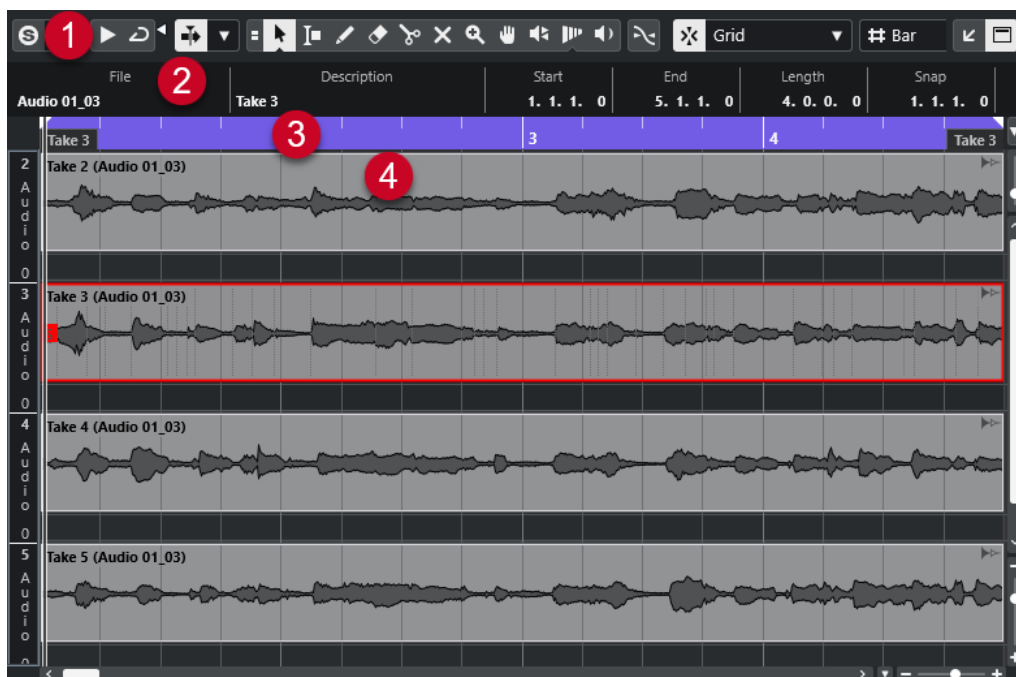 S 1 Grid # Bar
File 2 Description Start End Length Snap
Audio 01_03 Take 3 1. 1. 1. 0 5. 1. 1. 0 4. 0. 0. 0 1. 1. 1. 0
Take 3 3 3 4 Take 3
2 Take 2 (Audio 01_03) 4
Audio
0
3 Take 3 (Audio 01_03)
Audio
0
4 Take 4 (Audio 01_03)
Audio
0
5 Take 5 (Audio 01_03)
Audio
0